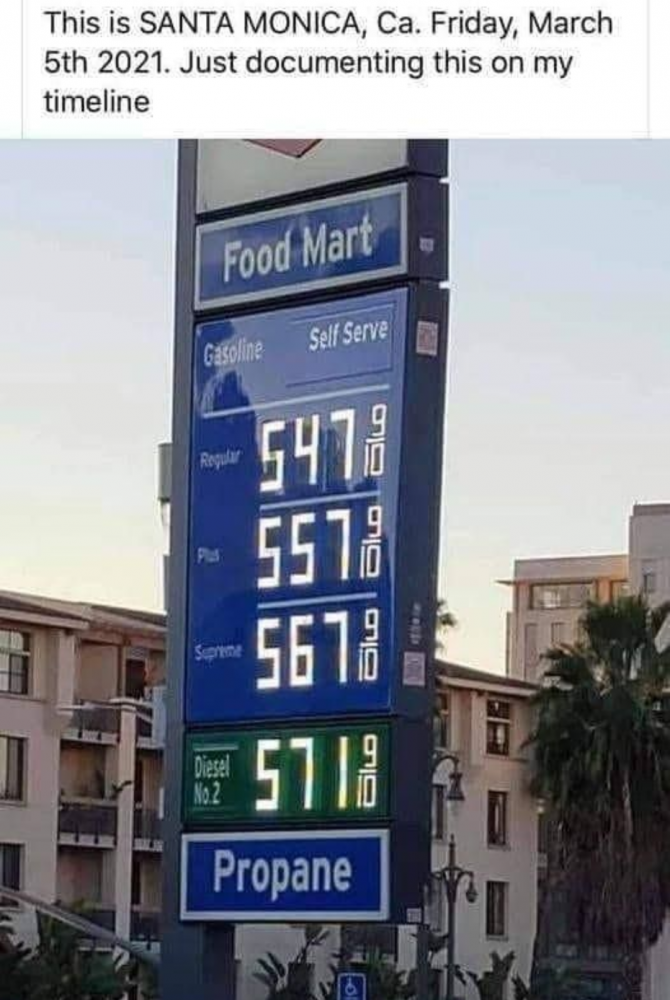 This is SANTA MONICA, Ca. Friday, March
5th 2021. Just documenting this on my
timeline
Food Mart
Gasoline Self Serve
Regular 547 9/10
Plus 557 9/10
Supreme 567 9/10
Diesel
No.2 571 9/10
Propane